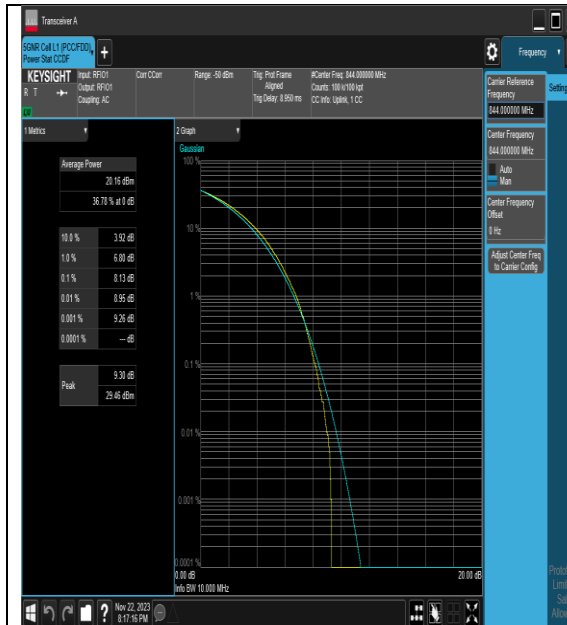 Transceiver A
5GNR Cell L1 (PCC/FDD),
Power Stat CCDF
+
Frequency
KEYSIGHT
R T
Input: RFIO1
Output: RFIO1
Coupling: AC
Corr CCorr
Range: -50 dBm
Trig: Prot Frame
Aligned
Trig Delay: 8.950 ms
#Center Freq: 844.000000 MHz
Counts: 100 k/100 kpt
CC Info: Uplink, 1 CC
Carrier Reference
Frequency
844.000000 MHz
Setting
Center Frequency
844.000000 MHz
Auto
Man
Center Frequency
Offset
0 Hz
Adjust Center Freq
to Carrier Config
1 Metrics
Average Power
20.16 dBm
36.78 % at 0 dB
10.0 % 3.92 dB
1.0 % 6.80 dB
0.1 % 8.13 dB
0.01 % 8.95 dB
0.001 % 9.26 dB
0.0001 % --- dB
Peak
9.30 dB
29.46 dBm
2 Graph
Gaussian
100 %
10 %
1 %
0.1 %
0.01 %
0.001 %
0.0001 %
0.00 dB
20.00 dB
Info BW 10.000 MHz
Nov 22, 2023
8:17:16 PM
?